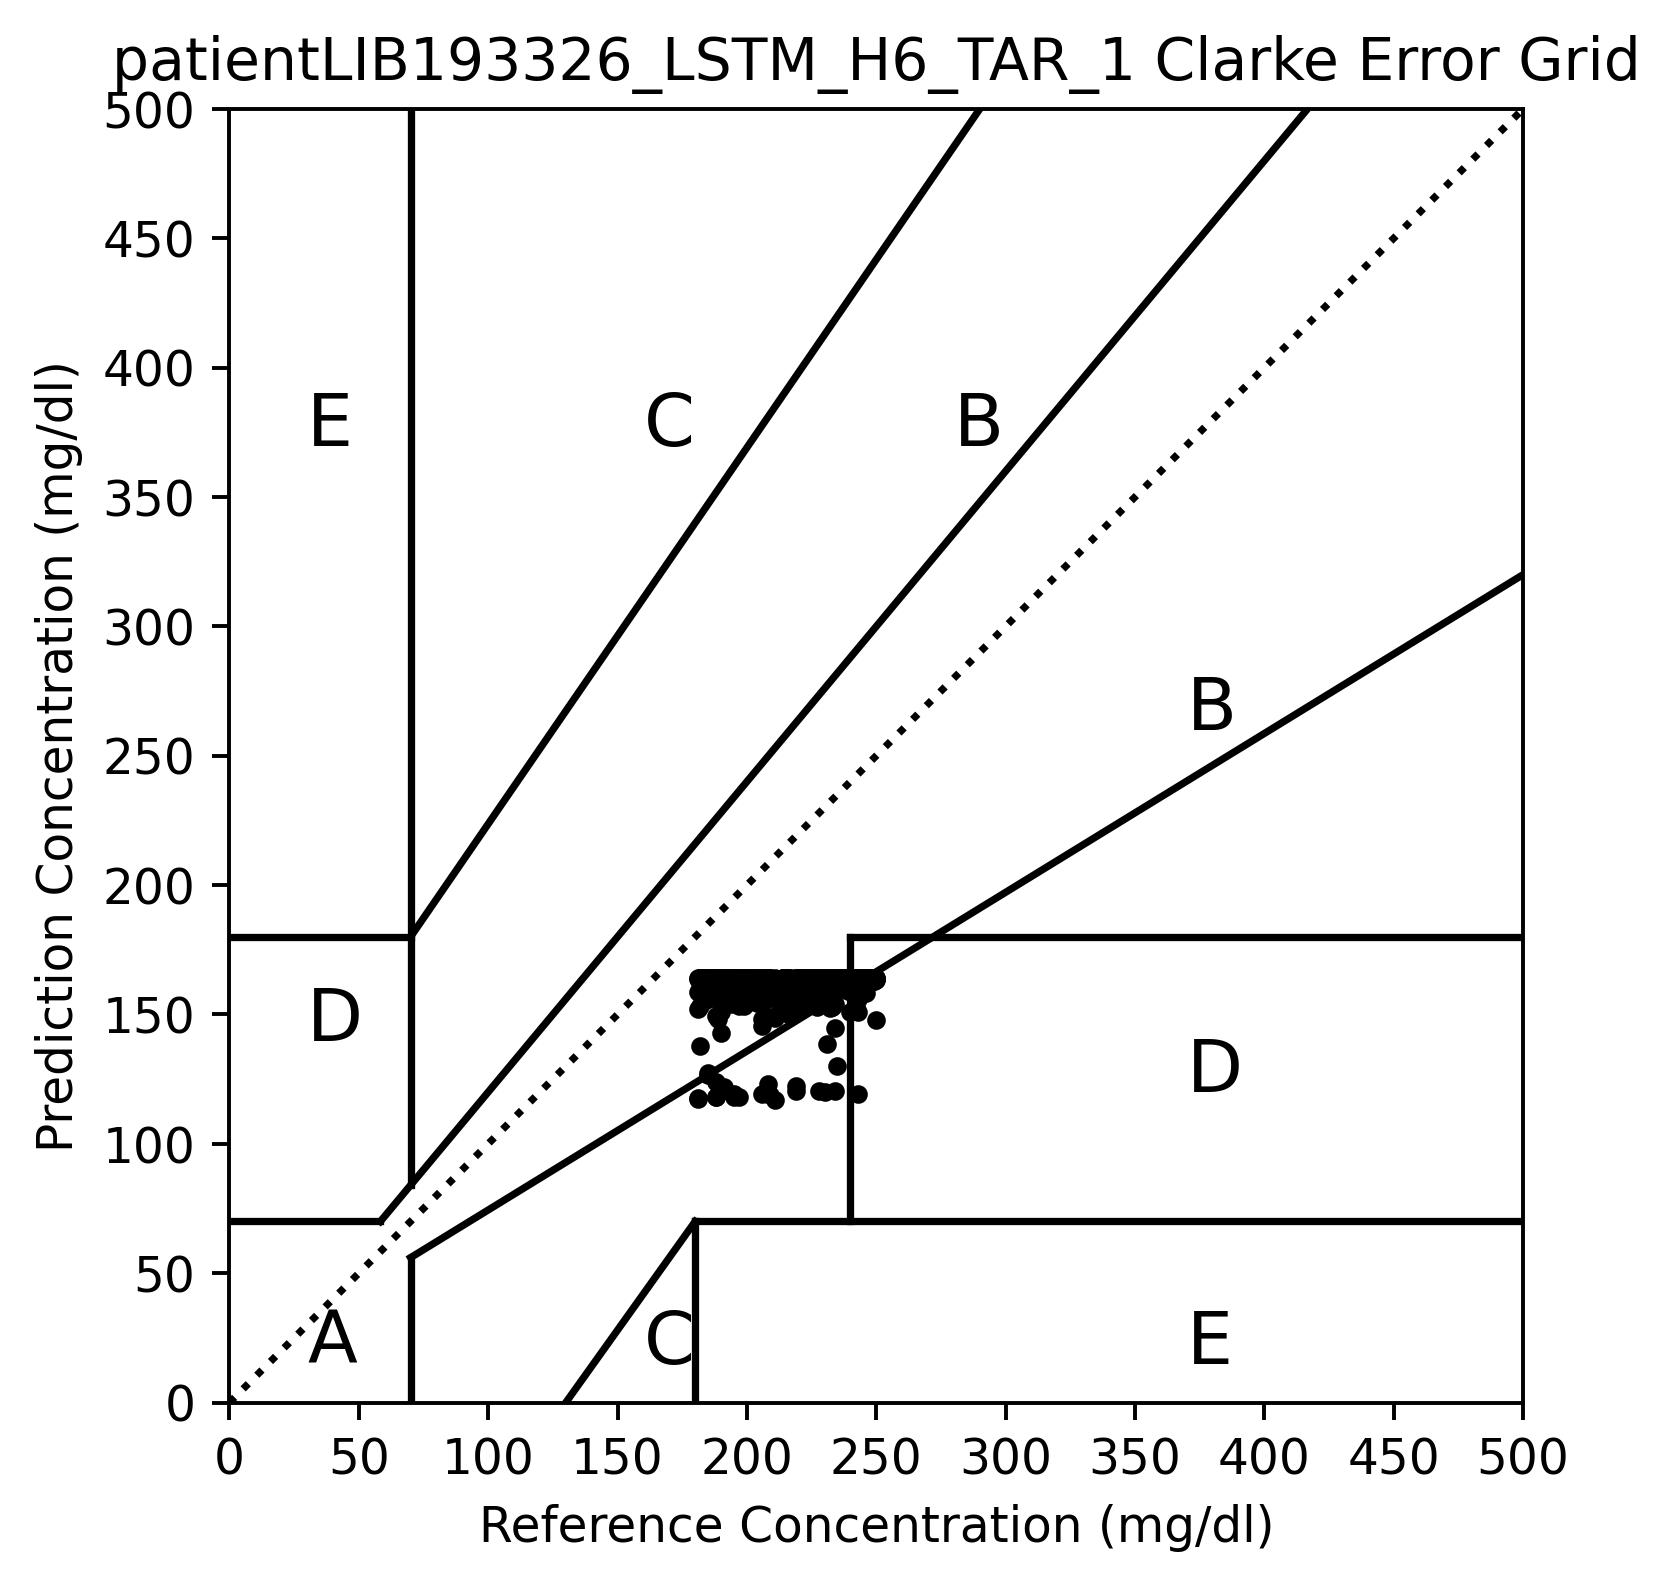 patientLIB193326_LSTM_H6_TAR_1 Clarke Error Grid
Prediction Concentration (mg/dl)
500
450
400
350
300
250
200
150
100
50
0
E
C
B
B
D
D
A
C
E
0 50 100 150 200 250 300 350 400 450 500
Reference Concentration (mg/dl)